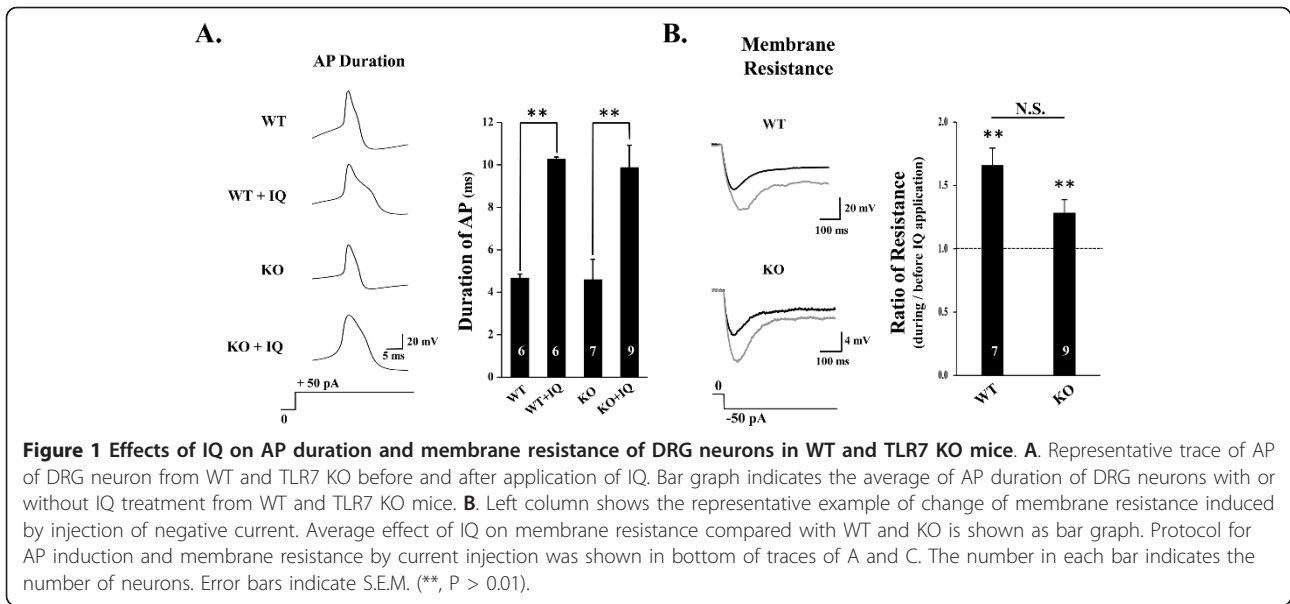 A.
AP Duration
WT
WT + IQ
KO
KO + IQ
20 mV
5 ms
+ 50 pA
0
Duration of AP (ms)
12
10
8
6
4
2
0
**
**
6
6
7
9
WT
WT+IQ
KO
KO+IQ
B.
Membrane
Resistance
WT
20 mV
100 ms
KO
4 mV
100 ms
0
-50 pA
Ratio of Resistance
(during / before IQ application)
2.0
1.5
1.0
0.5
0.0
N.S.
**
**
7
9
WT
KO
Figure 1 Effects of IQ on AP duration and membrane resistance of DRG neurons in WT and TLR7 KO mice. A. Representative trace of AP
of DRG neuron from WT and TLR7 KO before and after application of IQ. Bar graph indicates the average of AP duration of DRG neurons with or
without IQ treatment from WT and TLR7 KO mice. B. Left column shows the representative example of change of membrane resistance induced
by injection of negative current. Average effect of IQ on membrane resistance compared with WT and KO is shown as bar graph. Protocol for
AP induction and membrane resistance by current injection was shown in bottom of traces of A and C. The number in each bar indicates the
number of neurons. Error bars indicate S.E.M. (**, P > 0.01).